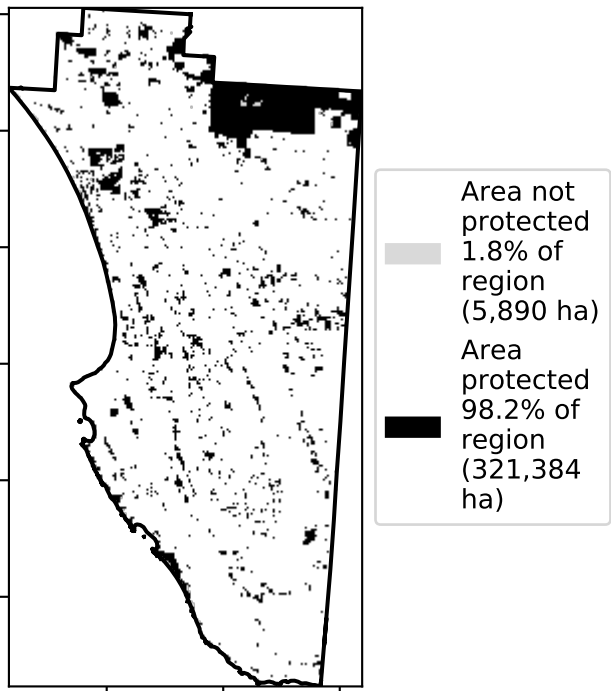 Area not
protected
1.8% of
region
(5,890 ha)
Area
protected
98.2% of
region
(321,384
ha)